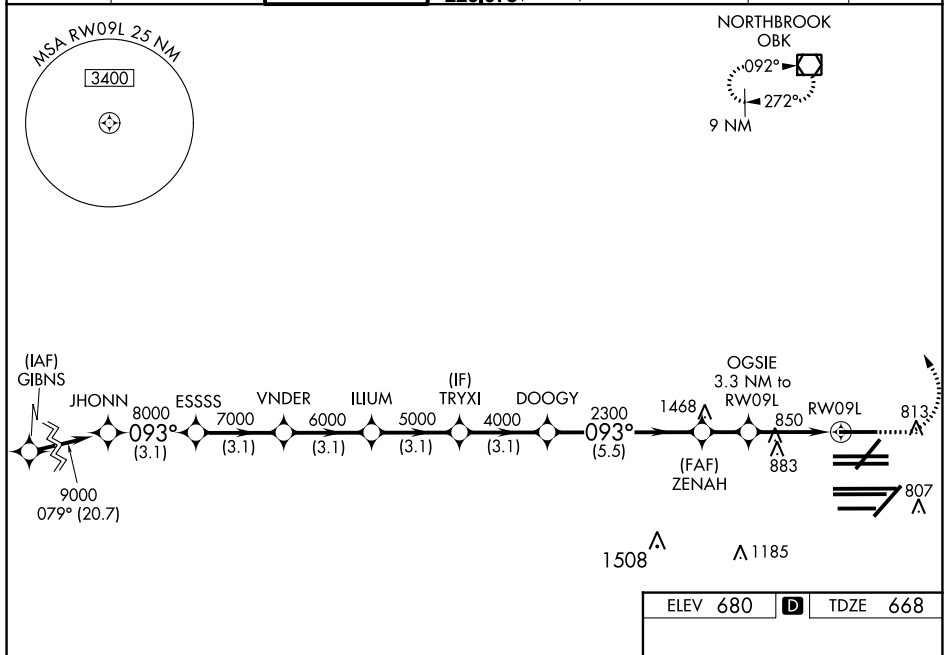 MSA RW09L 25 NM
3400
NORTHBROOK
OBK
092°
272°
9 NM
(IAF)
GIBNS
JHONN
8000
093°
(3.1)
ESSSS
7000
(3.1)
VNDER
6000
(3.1)
ILIUM
5000
(3.1)
(IF)
TRYXI
4000
(3.1)
DOOGY
2300
093°
(5.5)
1468
(FAF)
ZENAH
OGSIE
3.3 NM to
RW09L
850
883
RW09L
813
807
9000
079° (20.7)
1508
1185
ELEV 680 D TDZE 668